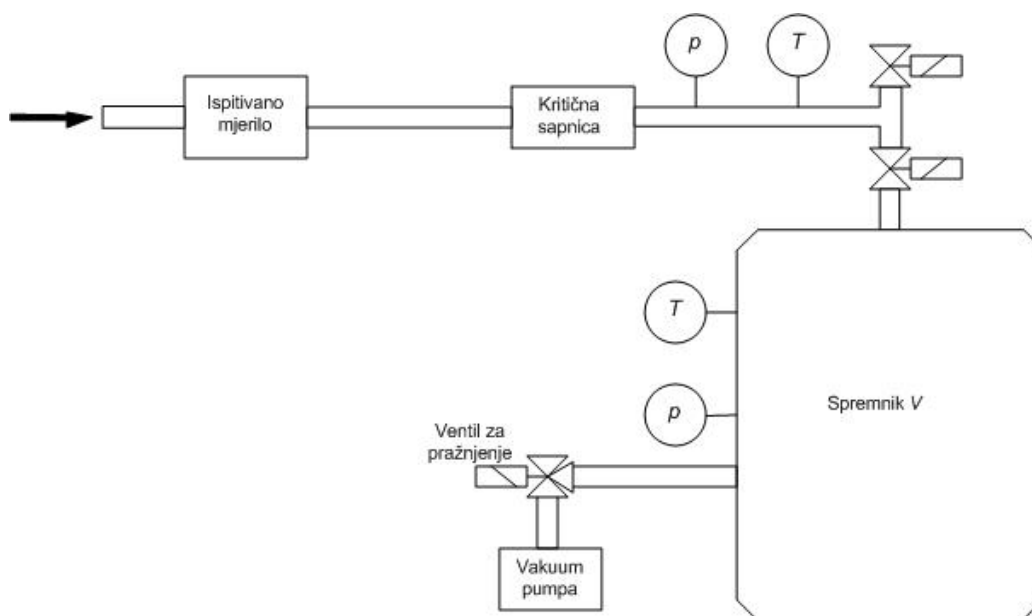 p
T
Ispitivano
mjerilo
Kritična
sapnica
T
p
Spremnik V
Ventil za
pražnjenje
Vakuum
pumpa